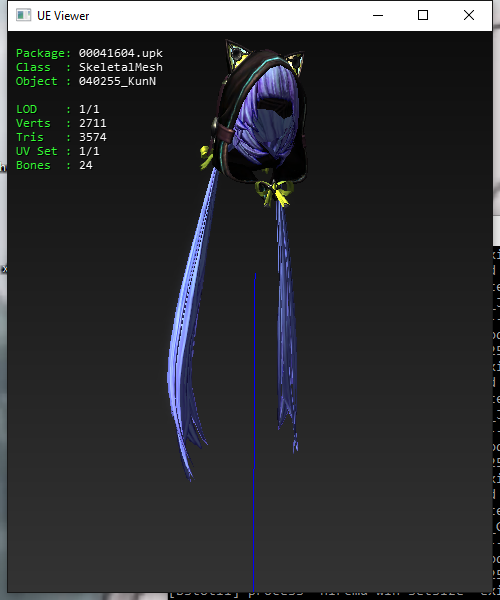 UE Viewer
Package: 00041604.upk
Class  : SkeletalMesh
Object : 040255_KunN
LOD    : 1/1
Verts  : 2711
Tris   : 3574
UV Set : 1/1
Bones  : 24